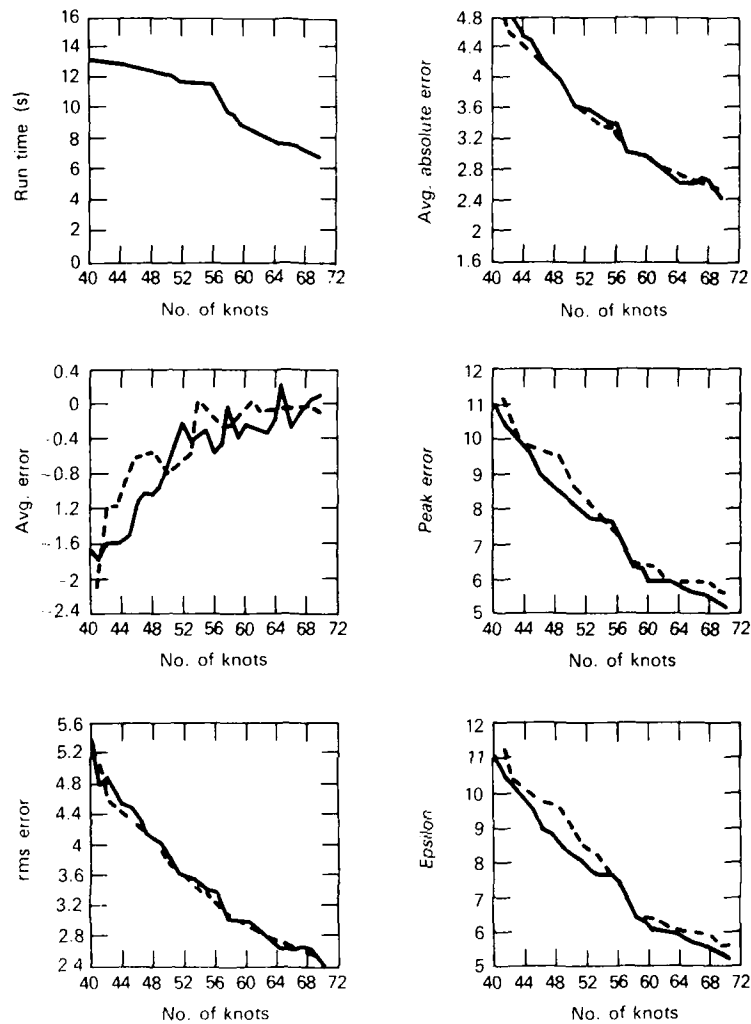 Run time (s)
16
14
12
10
8
6
4
2
0
40 44 48 52 56 60 64 68 72
No. of knots
Avg. absolute error
4.8
4.4
4
3.6
3.2
2.8
2.4
2
1.6
40 44 48 52 56 60 64 68 72
No. of knots
Avg. error
0.4
0
-0.4
-0.8
-1.2
-1.6
-2
-2.4
40 44 48 52 56 60 64 68 72
No. of knots
Peak error
12
11
10
9
8
7
6
5
40 44 48 52 56 60 64 68 72
No. of knots
rms error
5.6
5.2
4.8
4.4
4
3.6
3.2
2.8
2 4
40 44 48 52 56 60 64 68 72
No. of knots
Epsilon
12
11
10
9
8
7
6
5
40 44 48 52 56 60 64 68 72
No. of knots